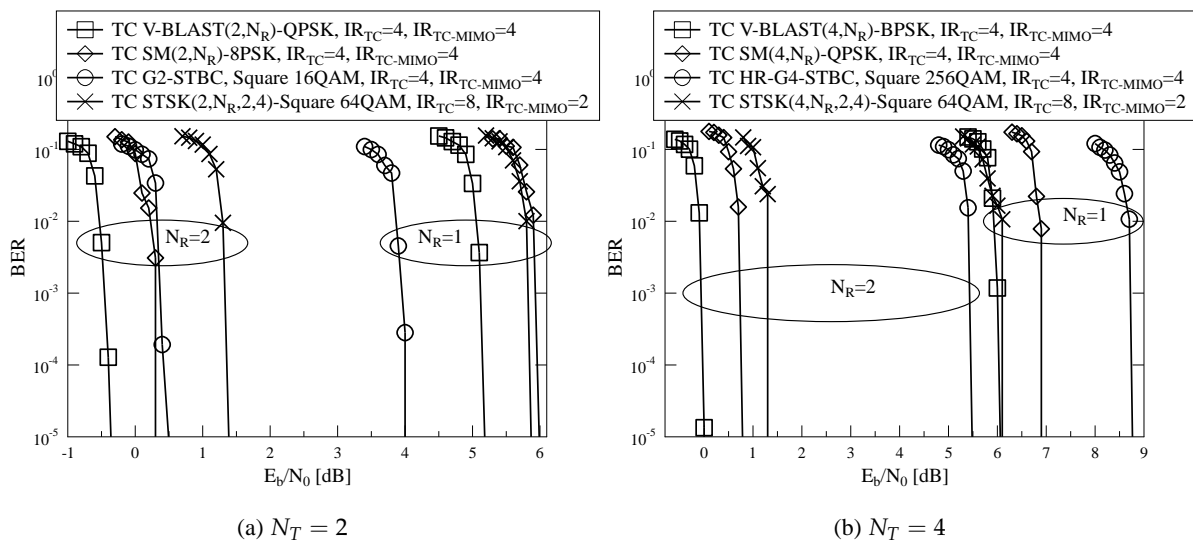 TC V-BLAST(2,N_R)-QPSK, IR_TC=4, IR_TC-MIMO=4
TC SM(2,N_R)-8PSK, IR_TC=4, IR_TC-MIMO=4
TC G2-STBC, Square 16QAM, IR_TC=4, IR_TC-MIMO=4
TC STSK(2,N_R,2,4)-Square 64QAM, IR_TC=8, IR_TC-MIMO=2
10^0
10^-1
10^-2
10^-3
10^-4
10^-5
BER
N_R=2
N_R=1
-1 0 1 2 3 4 5 6
E_b/N_0 [dB]
(a) N_T = 2
TC V-BLAST(4,N_R)-BPSK, IR_TC=4, IR_TC-MIMO=4
TC SM(4,N_R)-QPSK, IR_TC=4, IR_TC-MIMO=4
TC HR-G4-STBC, Square 256QAM, IR_TC=4, IR_TC-MIMO=4
TC STSK(4,N_R,2,4)-Square 64QAM, IR_TC=8, IR_TC-MIMO=2
10^0
10^-1
10^-2
10^-3
10^-4
10^-5
BER
N_R=1
N_R=2
0 1 2 3 4 5 6 7 8 9
E_b/N_0 [dB]
(b) N_T = 4